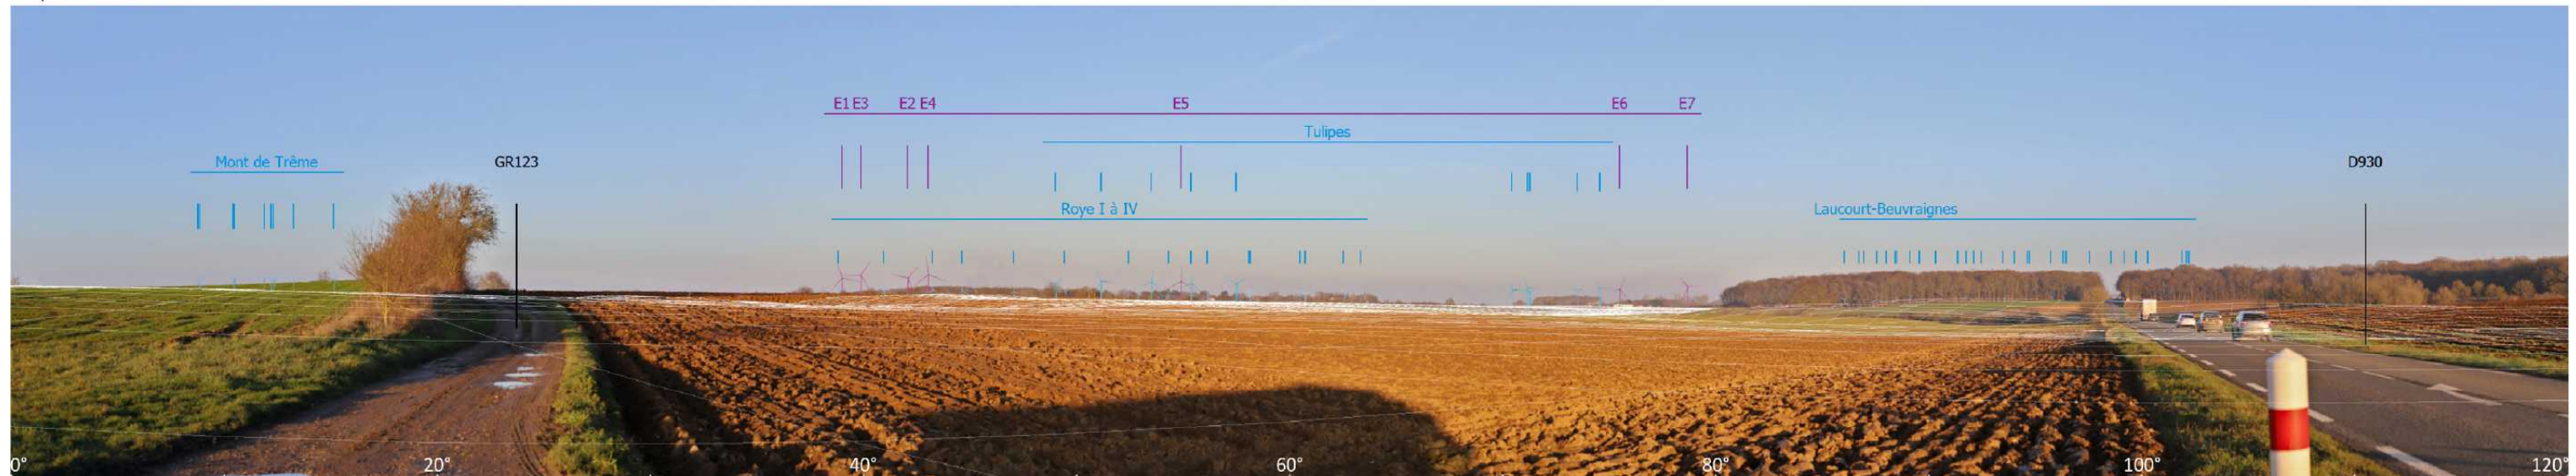 E1 E3 E2 E4 E5 E6 E7
Tulipes
Mont de Trême GR123 D930
Roye I à IV Laucourt-Beuvraignes
0° 20° 40° 60° 80° 100° 120°